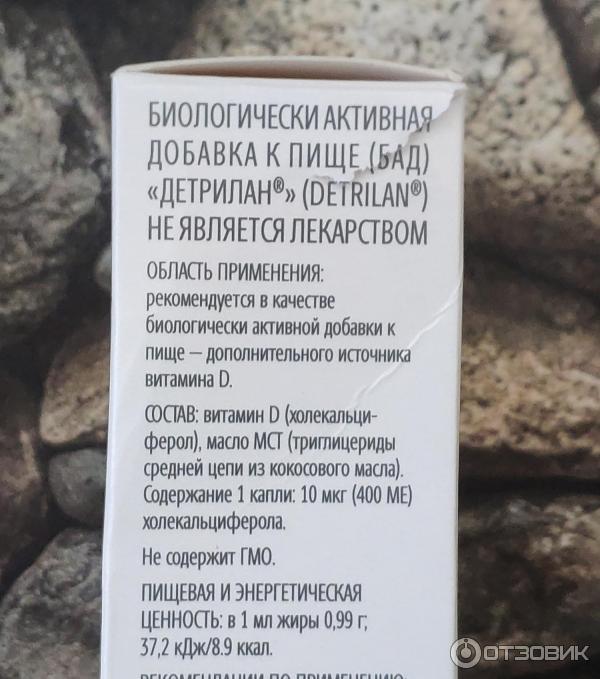 БИОЛОГИЧЕСКИ АКТИВНАЯ
ДОБАВКА К ПИЩЕ (БАД)
«ДЕТРИЛАН®» (DETRILAN®)
НЕ ЯВЛЯЕТСЯ ЛЕКАРСТВОМ
ОБЛАСТЬ ПРИМЕНЕНИЯ:
рекомендуется в качестве
биологически активной добавки к
пище — дополнительного источника
витамина D.
СОСТАВ: витамин D (холекальци-
ферол), масло МСТ (триглицериды
средней цепи из кокосового масла).
Содержание 1 капли: 10 мкг (400 МЕ)
холекальциферола.
Не содержит ГМО.
ПИЩЕВАЯ И ЭНЕРГЕТИЧЕСКАЯ
ЦЕННОСТЬ: в 1 мл жиры 0,99 г;
37,2 кДж/8.9 ккал.
РЕКОМЕНДАЦИИ ПО ПРИМЕНЕНИЮ:
ОТЗОВИК